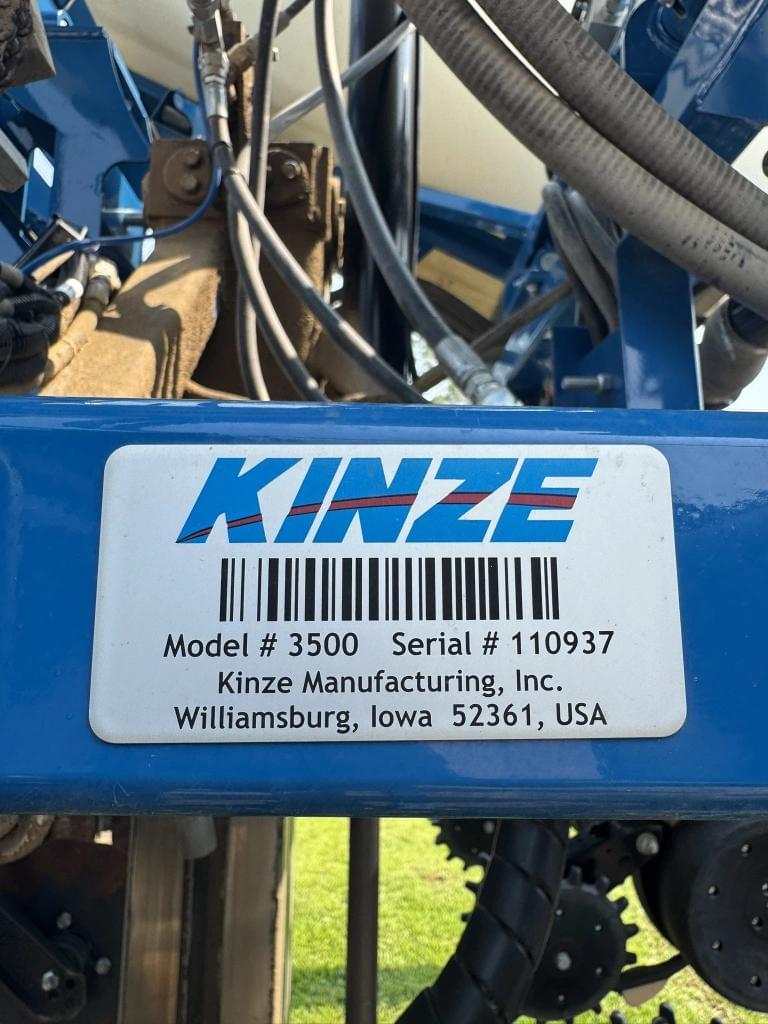 KINZE
Model # 3500 Serial # 110937
Kinze Manufacturing, Inc.
Williamsburg, Iowa 52361, USA